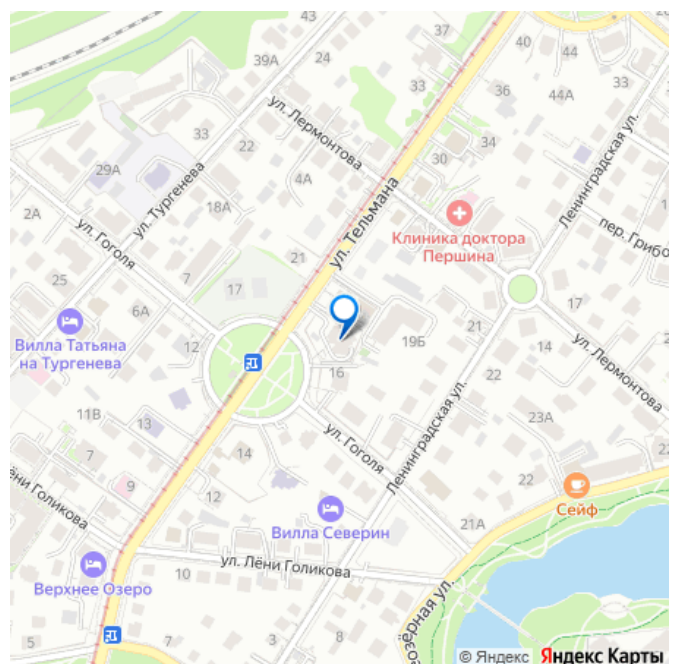 39А
24
37
40
44
33
36
44А
ул. Лермонтова
33
22
30
34
Ленинградская ул.
29А
4А
ул. Тургенева
18А
ул. Тельмана
Клиника доктора
Першина
пер. Грибо
2А
ул. Гоголя
21
25
7
17
17
6А
Вилла Татьяна
на Тургенева
12
19Б
21
14
ул. Лермонтова
16
22
11В
13
23А
7
14
ул. Гоголя
Ленинградская ул.
22
9
12
22
Сейф
ёни Голикова
Вилла Северин
21А
Верхнее Озеро
10
ул. Лёни Голикова
озёрная ул.
5
7
3
8
© Яндекс Яндекс Карты